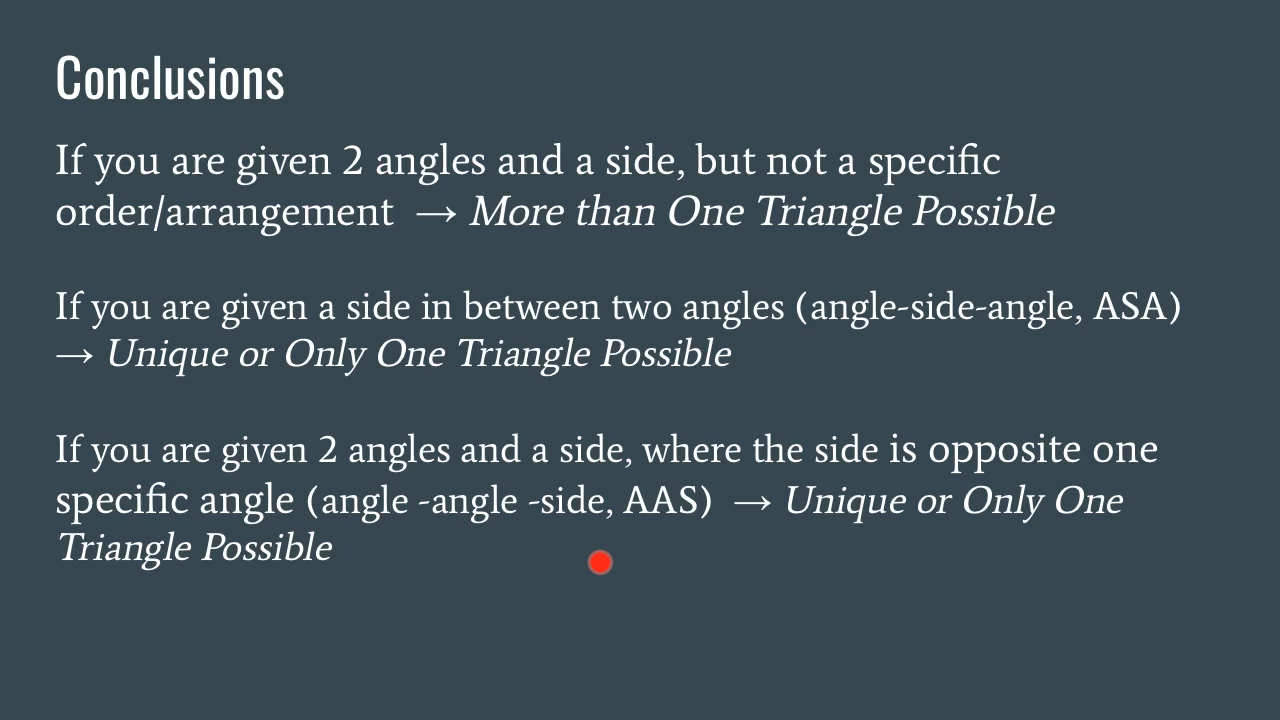 Conclusions
If you are given 2 angles and a side, but not a specific
order/arrangement → More than One Triangle Possible
If you are given a side in between two angles (angle-side-angle, ASA)
→ Unique or Only One Triangle Possible
If you are given 2 angles and a side, where the side is opposite one
specific angle (angle -angle -side, AAS) → Unique or Only One
Triangle Possible